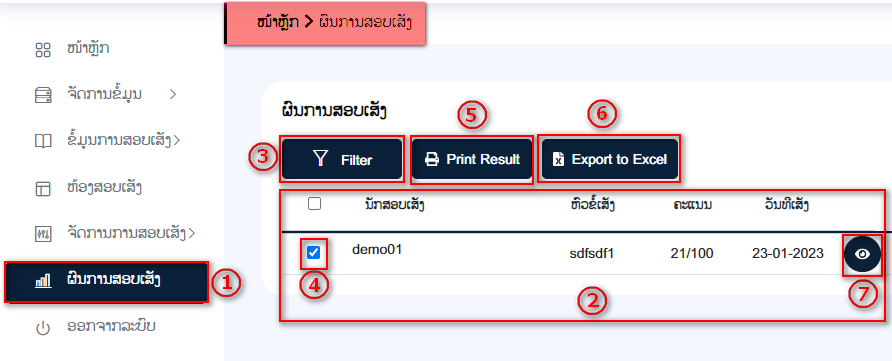 ໜ້າຫຼັກ > ຜົນການສອບເສັງ
ໜ້າຫຼັກ
ຈັດການຂໍ້ມູນ >
ຂໍ້ມູນການສອບເສັງ>
ຫ້ອງສອບເສັງ
ຈັດການການສອບເສັງ>
ຜົນການສອບເສັງ ①
ອອກຈາກລະບົບ
ຜົນການສອບເສັງ
⑤ ⑥
③ Filter Print Result Export to Excel
ນັກສອບເສັງ ຫົວຂໍ້ເສັງ ຄະແນນ ວັນທີເສັງ
demo01 sdfsdf1 21/100 23-01-2023
④ ② ⑦